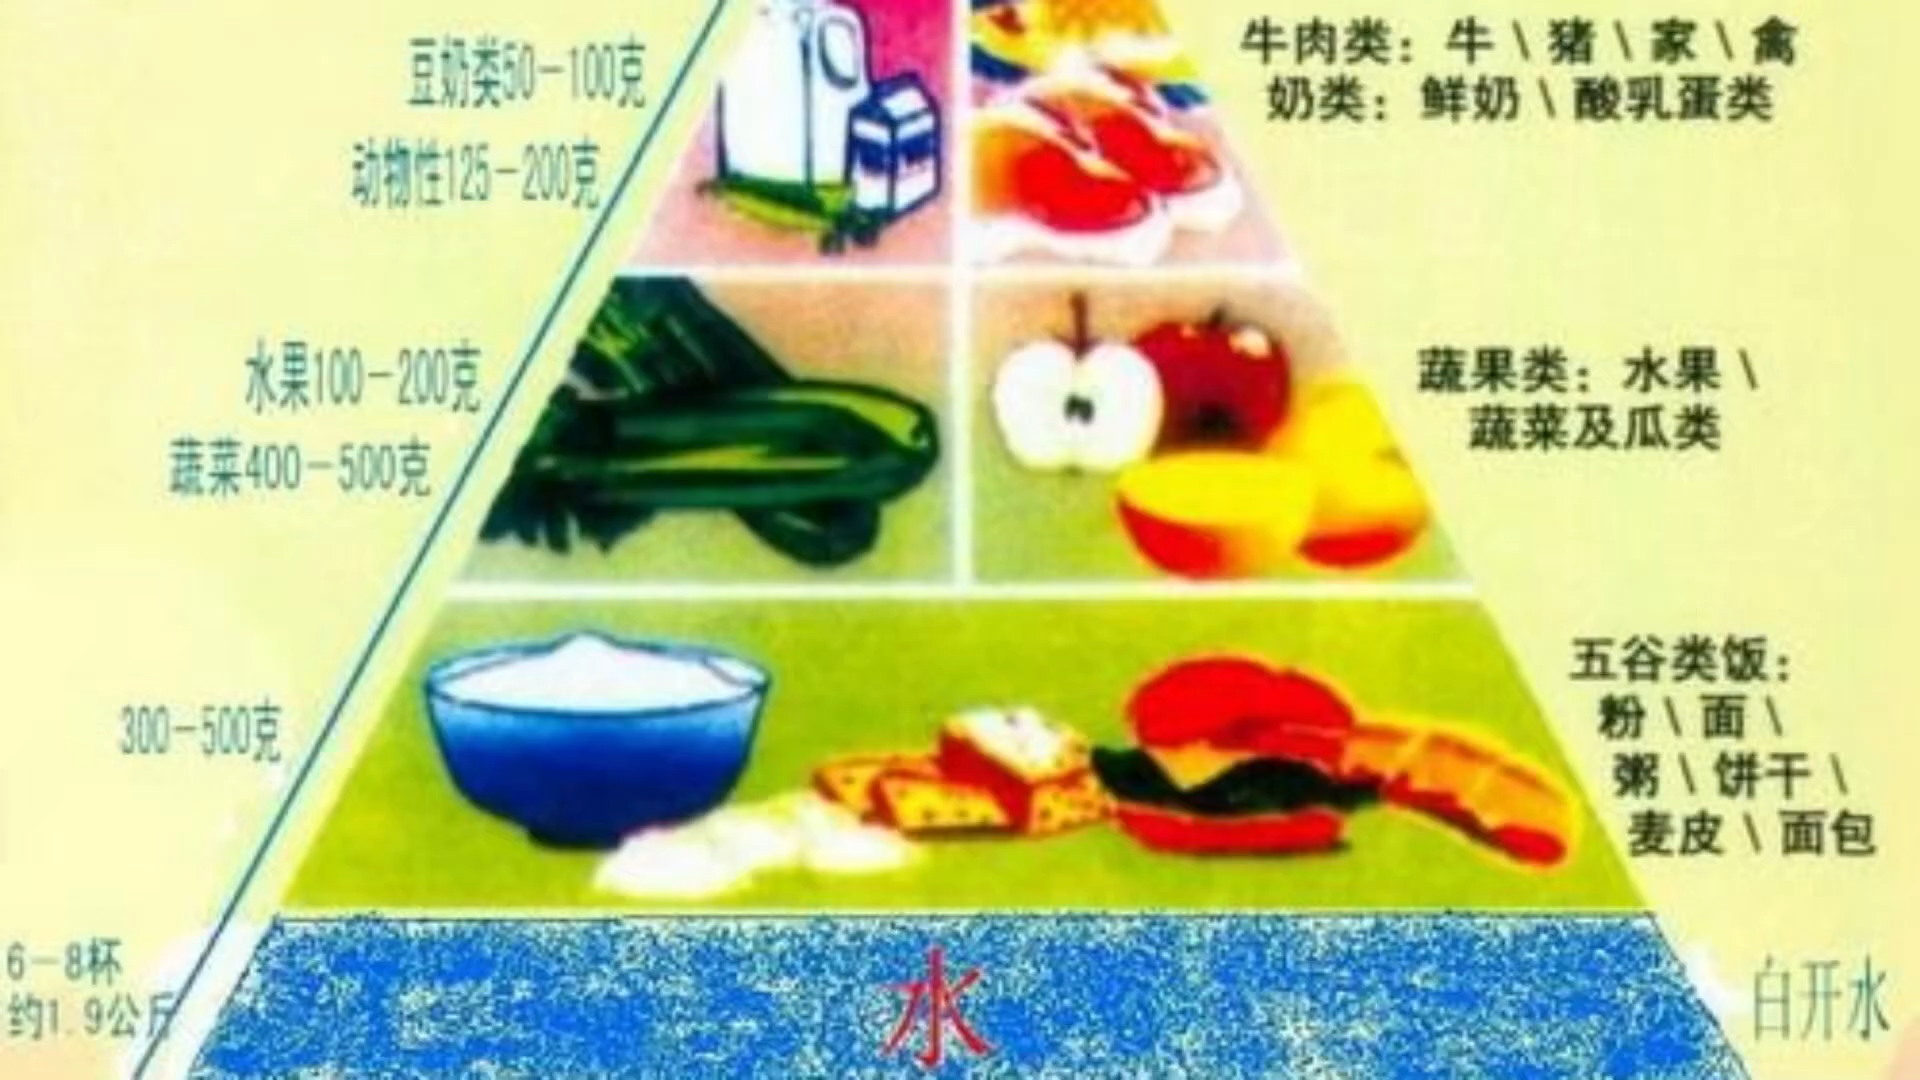 豆奶类50-100克
动物性125-200克
牛肉类：牛\猪\家\禽
奶类：鲜奶\酸乳蛋类
水果100-200克
蔬菜400-500克
蔬果类：水果\
蔬菜及瓜类
300-500克
五谷类饭：
粉\面\
粥\饼干\
麦皮\面包
6-8杯
约1.9公斤
水
白开水